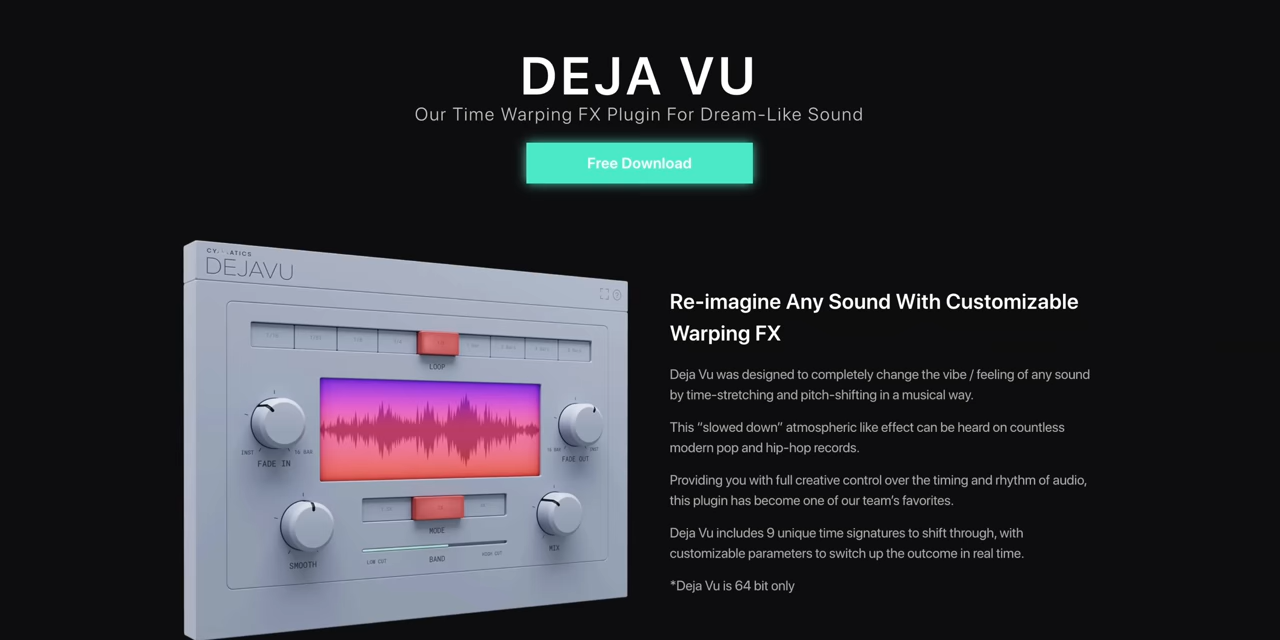 DEJA VU
Our Time Warping FX Plugin For Dream-Like Sound
Free Download
DEJAVU
LOOP
INST
16 BAR
FADE IN
FADE OUT
MODE
SMOOTH
LOW CUT
BAND
HIGH CUT
MIX
Re-imagine Any Sound With Customizable
Warping FX
Deja Vu was designed to completely change the vibe / feeling of any sound
by time-stretching and pitch-shifting in a musical way.
This "slowed down" atmospheric like effect can be heard on countless
modern pop and hip-hop records.
Providing you with full creative control over the timing and rhythm of audio,
this plugin has become one of our team's favorites.
Deja Vu includes 9 unique time signatures to shift through, with
customizable parameters to switch up the outcome in real time.
*Deja Vu is 64 bit only